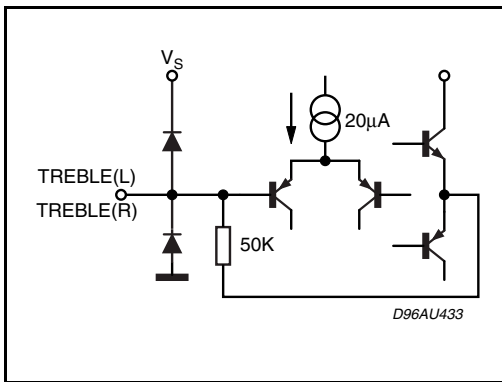 V_S
20μA
TREBLE(L)
TREBLE(R)
50K
D96AU433